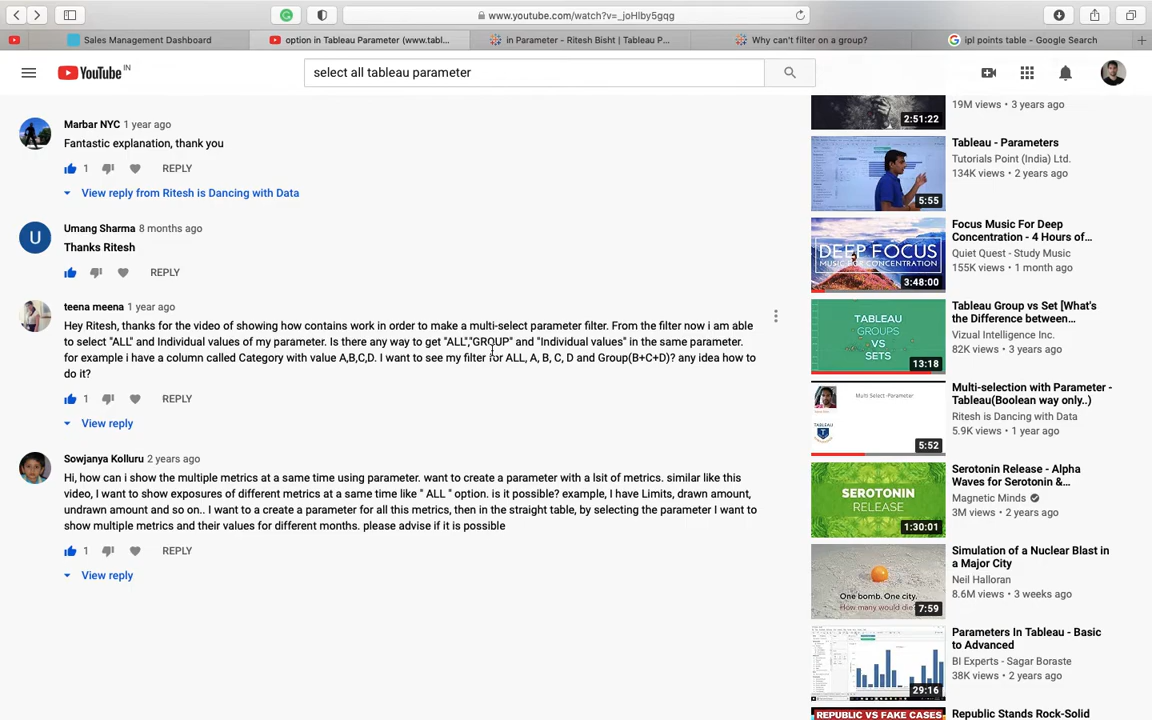 www.youtube.com/watch?v=_joHlby5gqg
Sales Management Dashboard
option in Tableau Parameter (www.tabl...
in Parameter - Ritesh Bisht | Tableau P...
Why can't filter on a group?
ipl points table - Google Search
YouTube IN
select all tableau parameter
Marbar NYC 1 year ago
Fantastic explanation, thank you
1 REPLY
View reply from Ritesh is Dancing with Data
U
Umang Sharma 8 months ago
Thanks Ritesh
REPLY
teena meena 1 year ago
Hey Ritesh, thanks for the video of showing how contains work in order to make a multi-select parameter filter. From the filter now i am able
to select "ALL" and Individual values of my parameter. Is there any way to get "ALL","GROUP" and "Individual values" in the same parameter.
for example i have a column called Category with value A,B,C,D. I want to see my filter for ALL, A, B, C, D and Group(B+C+D)? any idea how to
do it?
1 REPLY
View reply
Sowjanya Kolluru 2 years ago
Hi, how can i show the multiple metrics at a same time using parameter. want to create a parameter with a lsit of metrics. similar like this
video, I want to show exposures of different metrics at a same time like " ALL " option. is it possible? example, I have Limits, drawn amount,
undrawn amount and so on.. I want to a create a parameter for all this metrics, then in the straight table, by selecting the parameter I want to
show multiple metrics and their values for different months. please advise if it is possible
1 REPLY
View reply
19M views • 3 years ago
2:51:22
Tableau - Parameters
Tutorials Point (India) Ltd.
134K views • 2 years ago
5:55
Focus Music For Deep
Concentration - 4 Hours of...
Quiet Quest - Study Music
155K views • 1 month ago
DEEP FOCUS
MUSIC FOR CONCENTRATION
3:48:00
Tableau Group vs Set [What's
the Difference between...
Vizual Intelligence Inc.
82K views • 3 years ago
TABLEAU
GROUPS
VS
SETS
13:18
Multi-selection with Parameter -
Tableau(Boolean way only..)
Ritesh is Dancing with Data
5.9K views • 1 year ago
Multi Select -Parameter
5:52
Serotonin Release - Alpha
Waves for Serotonin &...
Magnetic Minds
3M views • 2 years ago
SEROTONIN
RELEASE
1:30:01
Simulation of a Nuclear Blast in
a Major City
Neil Halloran
8.6M views • 3 weeks ago
One bomb. One city.
How many would die
7:59
Parameters In Tableau - Basic
to Advanced
BI Experts - Sagar Boraste
38K views • 2 years ago
29:16
REPUBLIC VS FAKE CASES
Republic Stands Rock-Solid